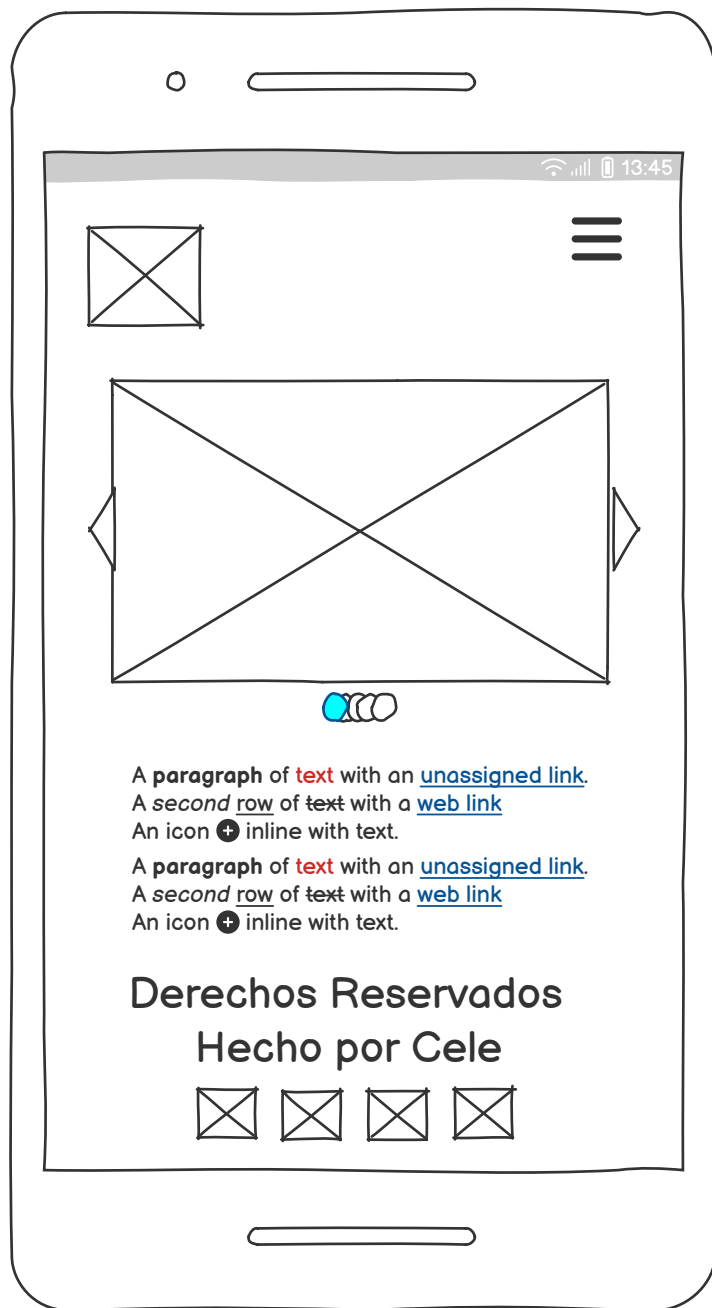 13:45
A paragraph of text with an unassigned link.
A second row of text with a web link
An icon + inline with text.
A paragraph of text with an unassigned link.
A second row of text with a web link
An icon + inline with text.
Derechos Reservados
Hecho por Cele